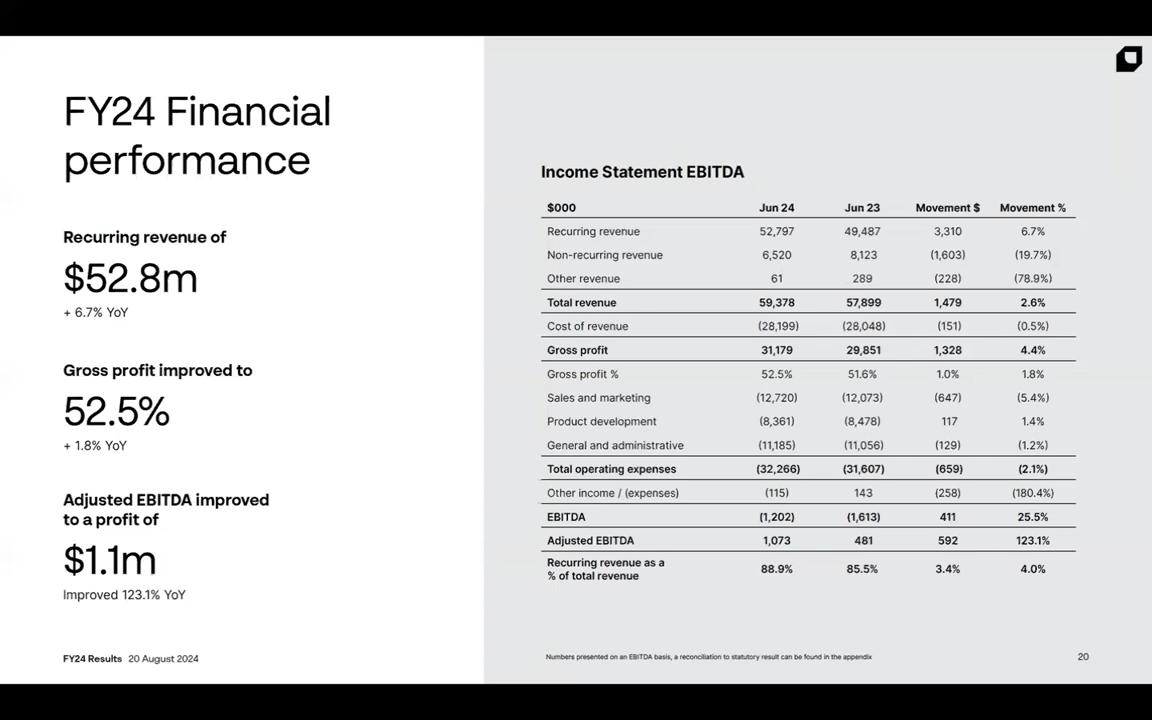 FY24 Financial
performance
Recurring revenue of
$52.8m
+ 6.7% YoY
Gross profit improved to
52.5%
+ 1.8% YoY
Adjusted EBITDA improved
to a profit of
$1.1m
Improved 123.1% YoY
FY24 Results 20 August 2024
Income Statement EBITDA
$000 Jun 24 Jun 23 Movement $ Movement %
Recurring revenue 52,797 49,487 3,310 6.7%
Non-recurring revenue 6,520 8,123 (1,603) (19.7%)
Other revenue 61 289 (228) (78.9%)
Total revenue 59,378 57,899 1,479 2.6%
Cost of revenue (28,199) (28,048) (151) (0.5%)
Gross profit 31,179 29,851 1,328 4.4%
Gross profit % 52.5% 51.6% 1.0% 1.8%
Sales and marketing (12,720) (12,073) (647) (5.4%)
Product development (8,361) (8,478) 117 1.4%
General and administrative (11,185) (11,056) (129) (1.2%)
Total operating expenses (32,266) (31,607) (659) (2.1%)
Other income / (expenses) (115) 143 (258) (180.4%)
EBITDA (1,202) (1,613) 411 25.5%
Adjusted EBITDA 1,073 481 592 123.1%
Recurring revenue as a
% of total revenue 88.9% 85.5% 3.4% 4.0%
Numbers presented on an EBITDA basis, a reconciliation to statutory result can be found in the appendix
20